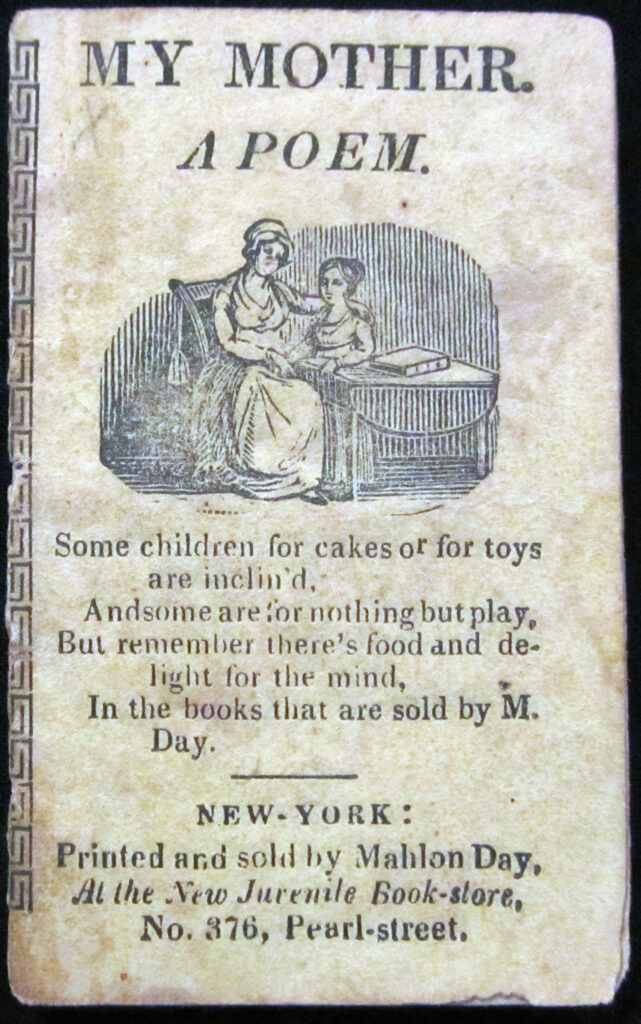 MY MOTHER.
A POEM.
Some children for cakes or for toys
are inclin'd,
And some are for nothing but play,
But remember there's food and de-
light for the mind,
In the books that are sold by M.
Day.
NEW-YORK:
Printed and sold by Mahlon Day,
At the New Juvenile Book-store,
No. 376, Pearl-street.